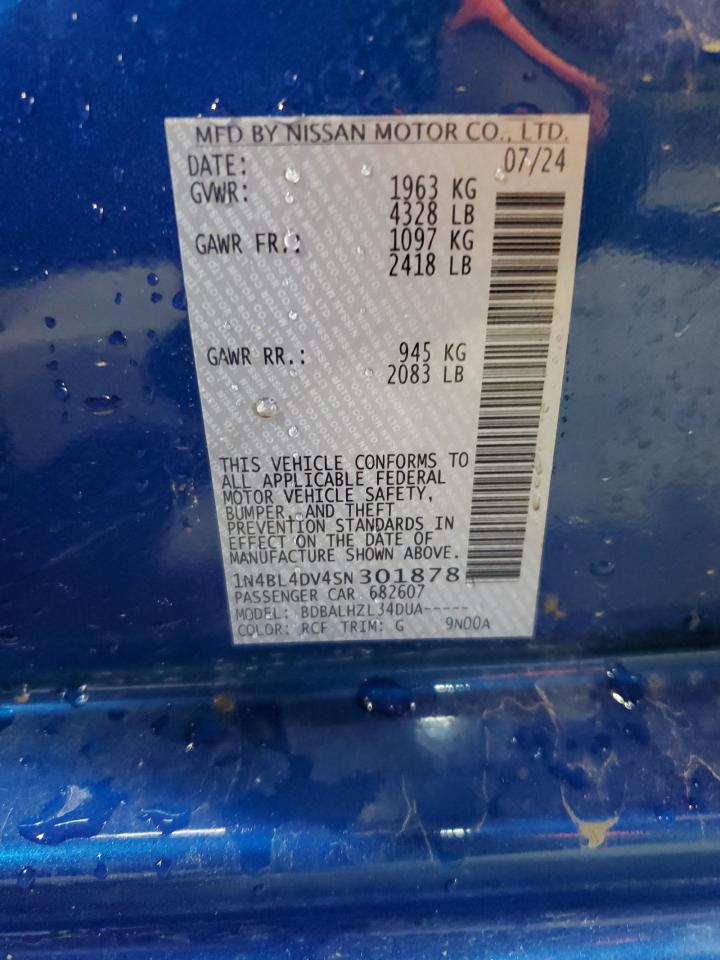 MFD BY NISSAN MOTOR CO., LTD.
DATE: 07/24
GVWR: 1963 KG
4328 LB
GAWR FR.: 1097 KG
2418 LB
GAWR RR.: 945 KG
2083 LB
THIS VEHICLE CONFORMS TO
ALL APPLICABLE FEDERAL
MOTOR VEHICLE SAFETY,
BUMPER, AND THEFT
PREVENTION STANDARDS IN
EFFECT ON THE DATE OF
MANUFACTURE SHOWN ABOVE.
1N4BL4DV4SN301878
PASSENGER CAR 682607
MODEL: BDBALHZL34DUA-----
COLOR: RCF TRIM: G 9N00A